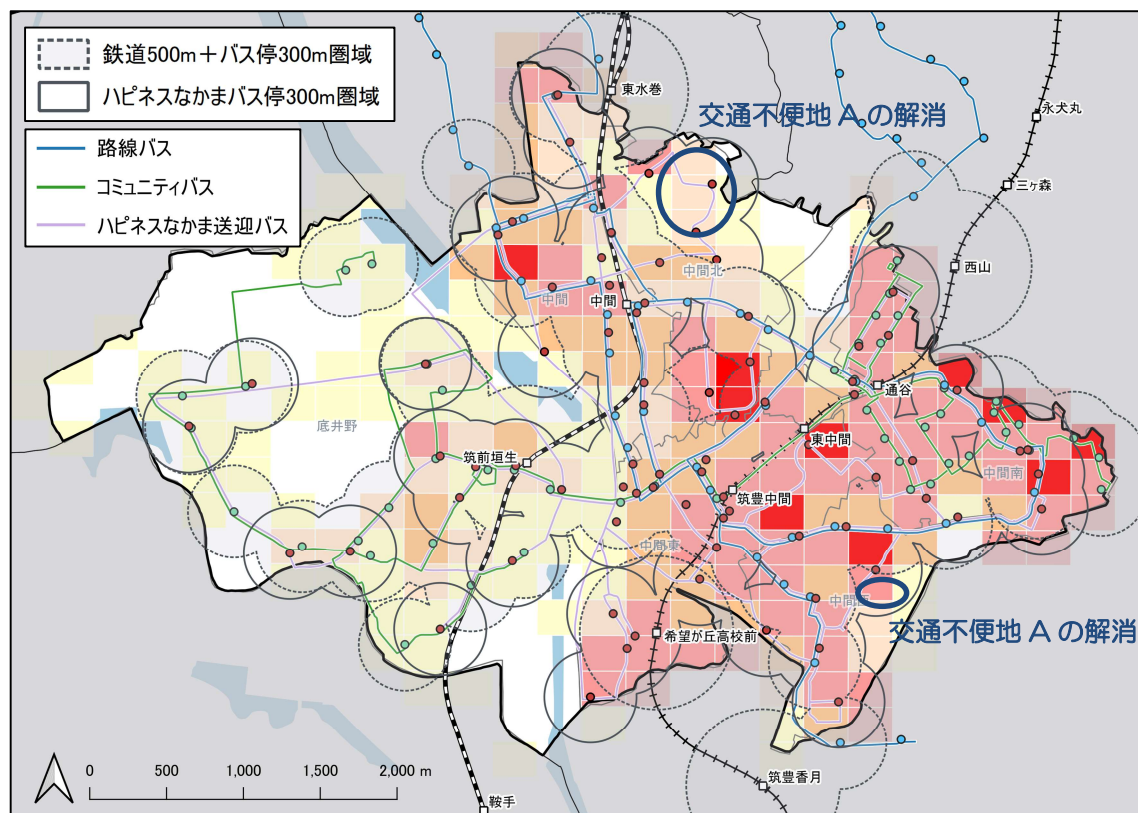 鉄道500m+バス停300m圏域
ハピネスなかまバス停300m圏域
路線バス
コミュニティバス
ハピネスなかま送迎バス
東水巻
交通不便地 A の解消
永犬丸
三ヶ森
西山
中間北
中間
中間
通谷
底井野
東中間
筑前垣生
中間南
筑豊中間
中間東
中間西
交通不便地 A の解消
希望が丘高校前
0 500 1,000 1,500 2,000 m
筑豊香月
鞍手